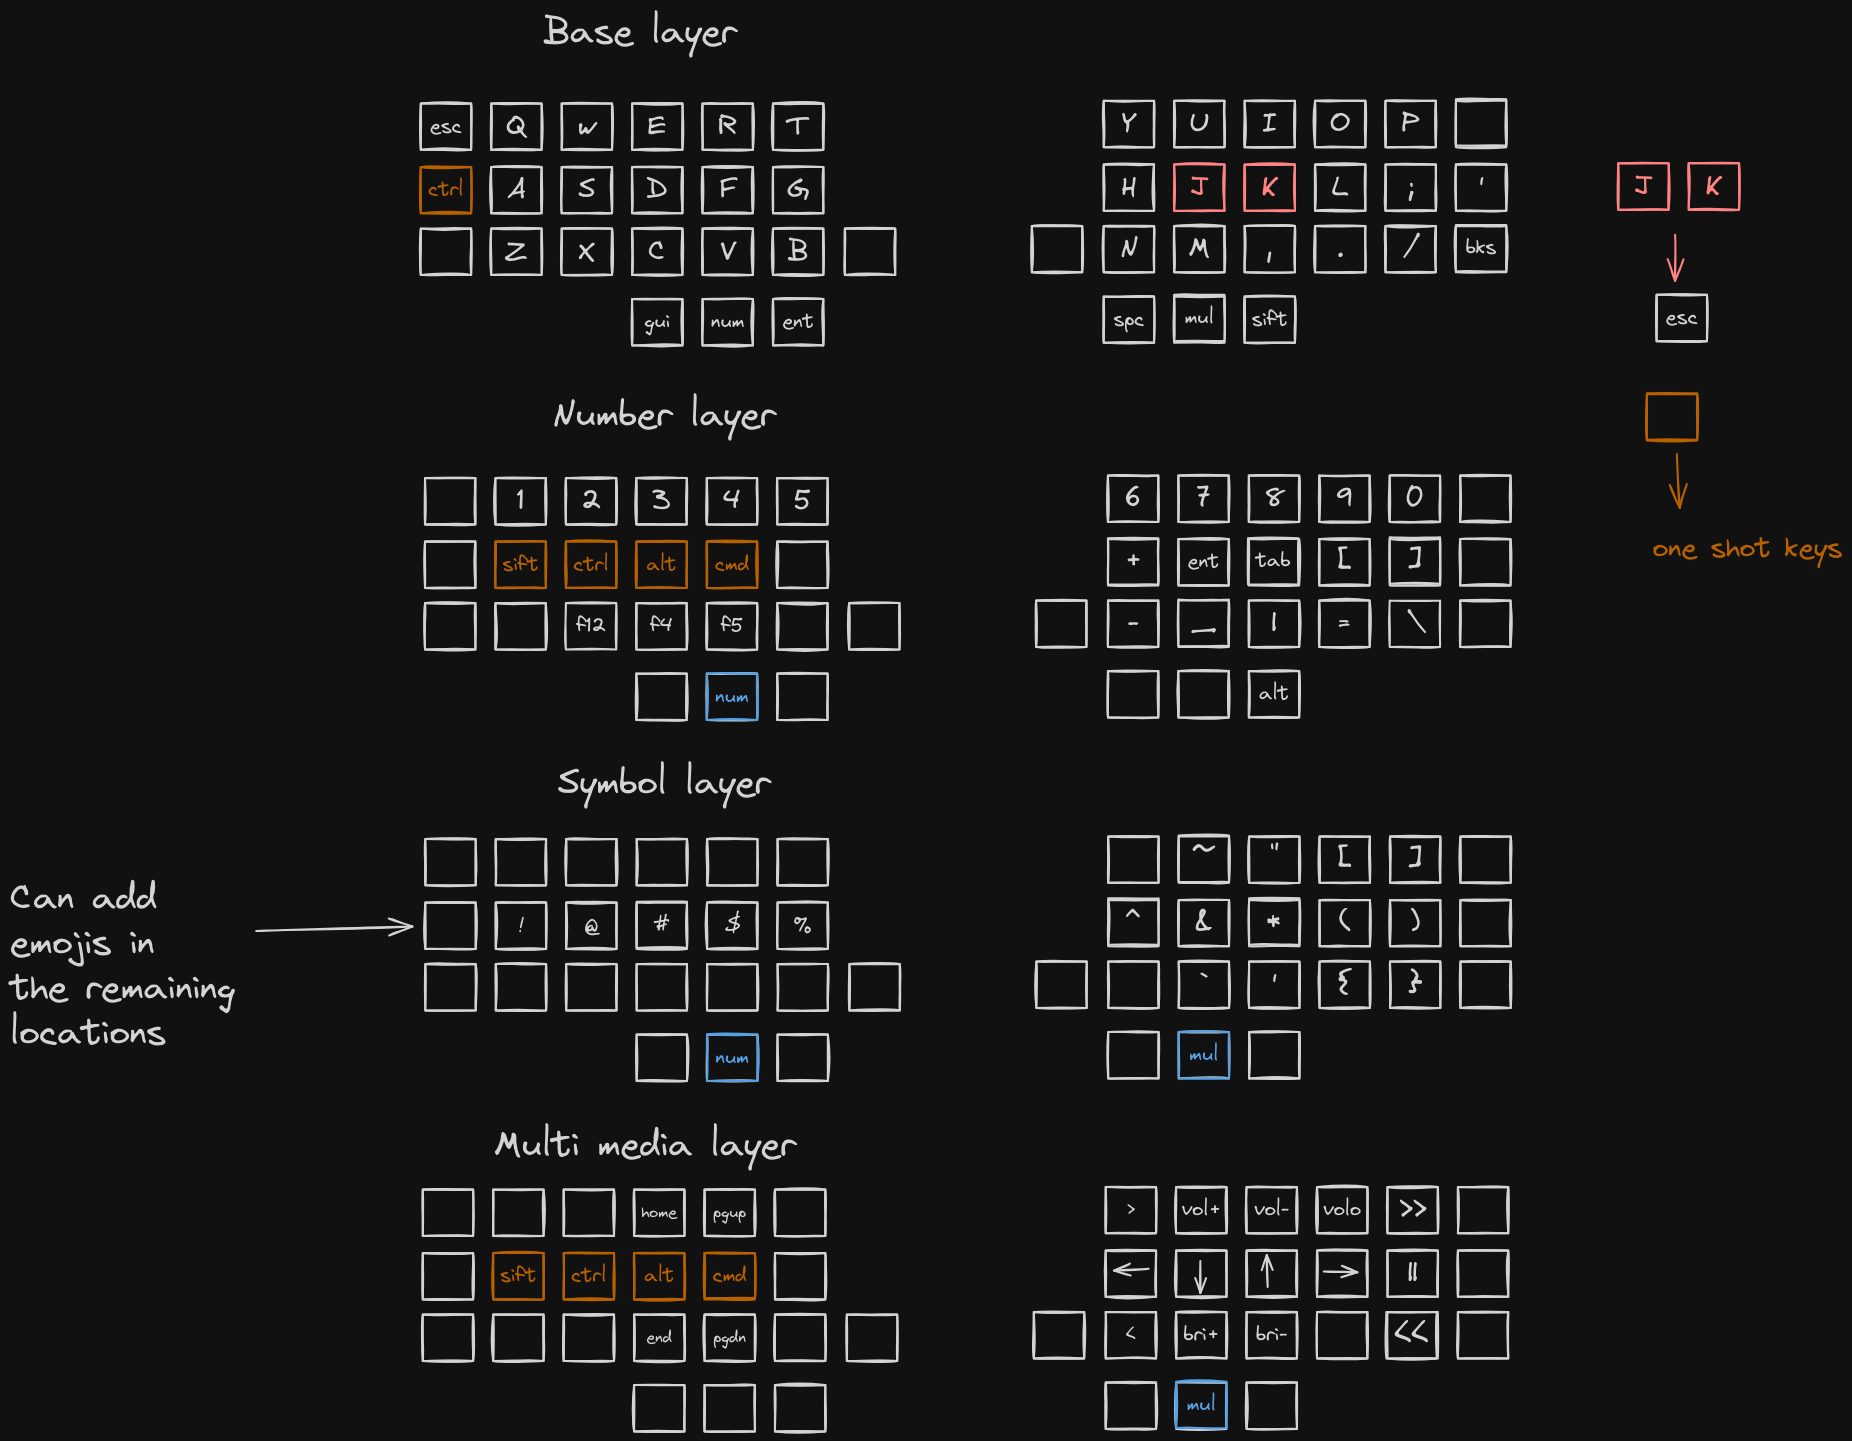 Base layer
esc Q W E R T Y U I O P
ctrl A S D F G H J K L ; '
Z X C V B N M , . / bks
gui num ent spc mul sift
J K
esc
one shot keys
Number layer
1 2 3 4 5 6 7 8 9 0
sift ctrl alt cmd + ent tab [ ]
f12 f4 f5 - _ | = \
num alt
Symbol layer
~ " [ ]
! @ # $ % ^ & * ( )
` ' { }
num mul
Can add
emojis in
the remaining
locations
Multi media layer
home pgup > vol+ vol- vol0 >>
sift ctrl alt cmd ← ↓ ↑ → ||
end pgdn < bri+ bri- <<
mul